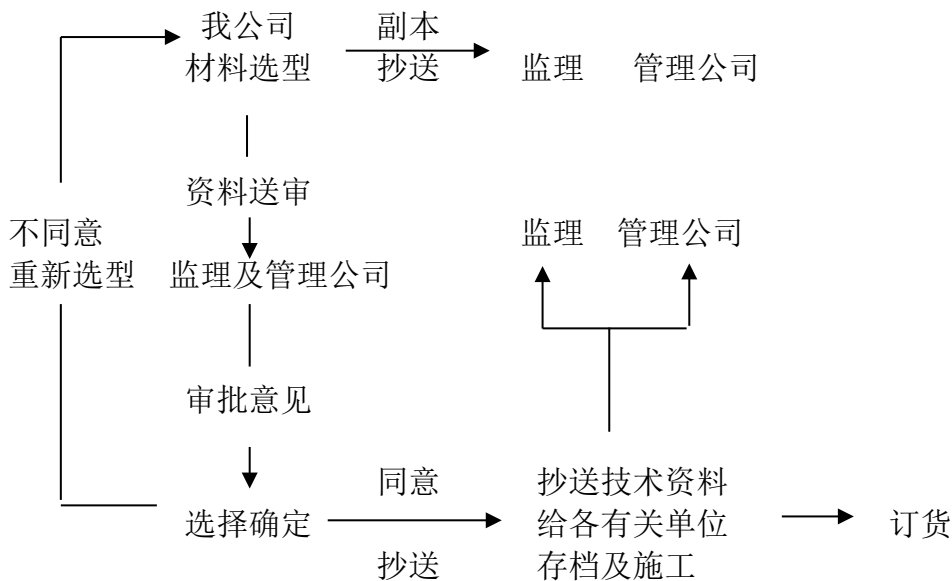 我公司 副本
材料选型 抄送 监理 管理公司
资料送审
不同意 监理 管理公司
重新选型 监理及管理公司
审批意见
同意 抄送技术资料
选择确定 给各有关单位 订货
抄送 存档及施工